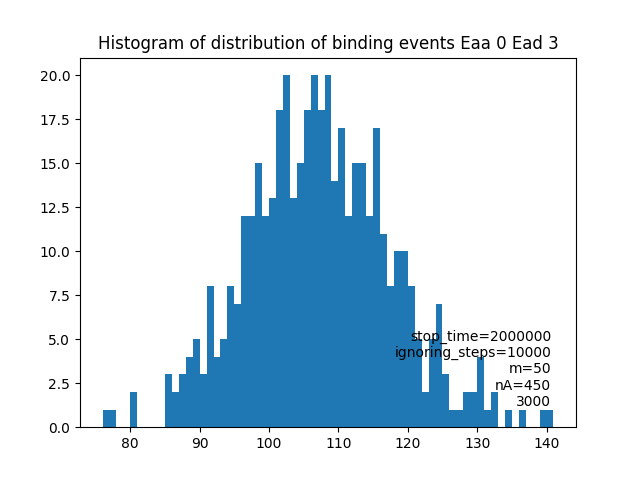 Histogram of distribution of binding events Eaa 0 Ead 3
20.0
17.5
15.0
12.5
10.0
7.5
5.0
2.5
0.0
stop_time=2000000
ignoring_steps=10000
m=50
nA=450
3000
80 90 100 110 120 130 140